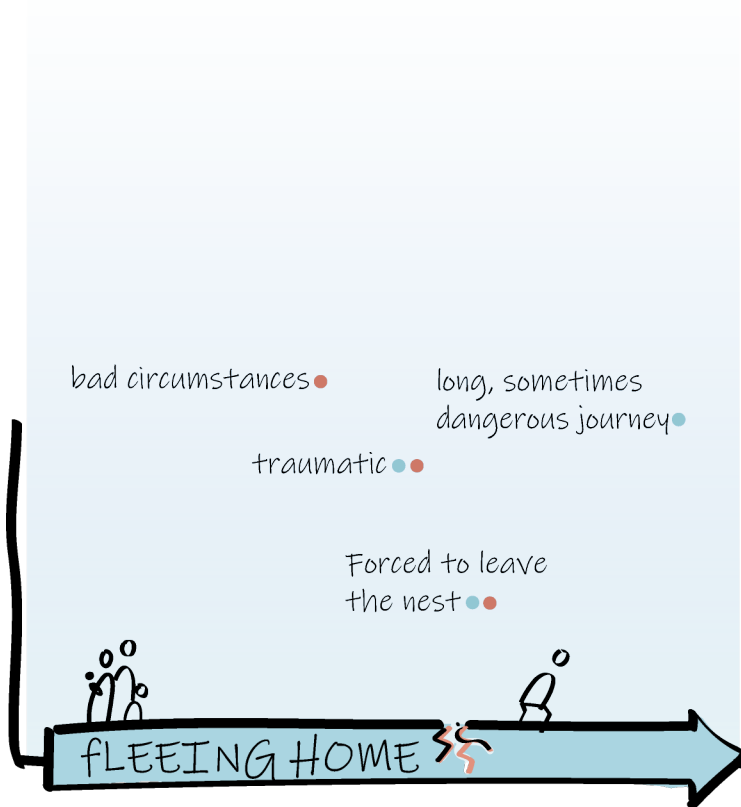 bad circumstances
long, sometimes
dangerous journey
traumatic
Forced to leave
the nest
fLEEING HOME